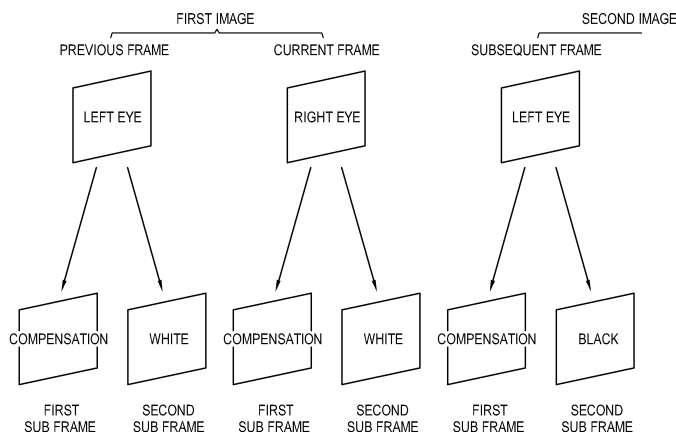 FIRST IMAGE
SECOND IMAGE
PREVIOUS FRAME
CURRENT FRAME
SUBSEQUENT FRAME
LEFT EYE
RIGHT EYE
LEFT EYE
COMPENSATION
WHITE
COMPENSATION
WHITE
COMPENSATION
BLACK
FIRST
SUB FRAME
SECOND
SUB FRAME
FIRST
SUB FRAME
SECOND
SUB FRAME
FIRST
SUB FRAME
SECOND
SUB FRAME